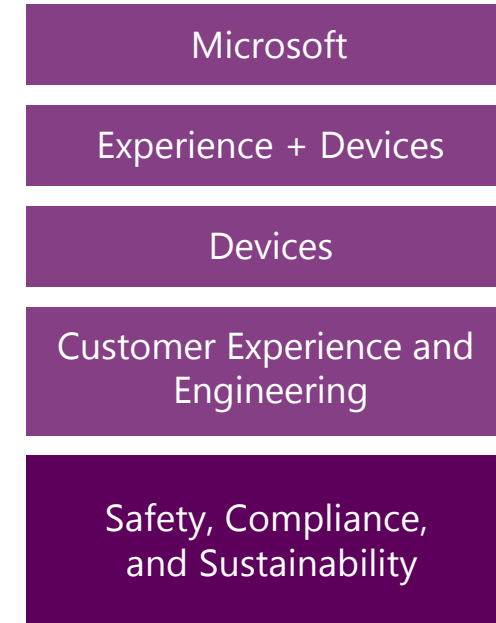 Microsoft
Experience + Devices
Devices
Customer Experience and
Engineering
Safety, Compliance,
and Sustainability